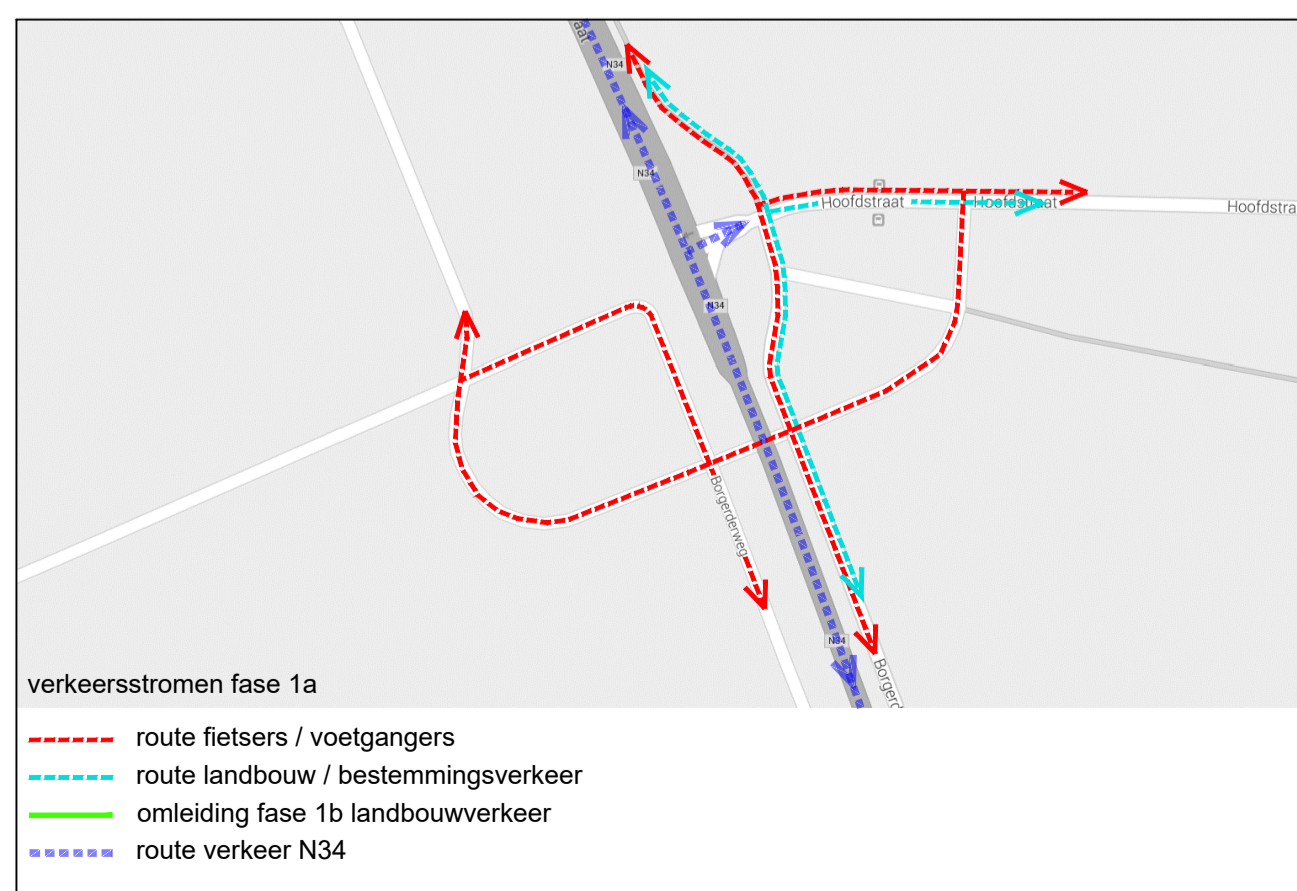 aat
N34
N34
Hoofdstraat
Hoofdstraat
Hoofdstra
N34
Borgerderweg
N34
Borgerd
verkeersstromen fase 1a
route fietsers / voetgangers
route landbouw / bestemmingsverkeer
omleiding fase 1b landbouwverkeer
route verkeer N34